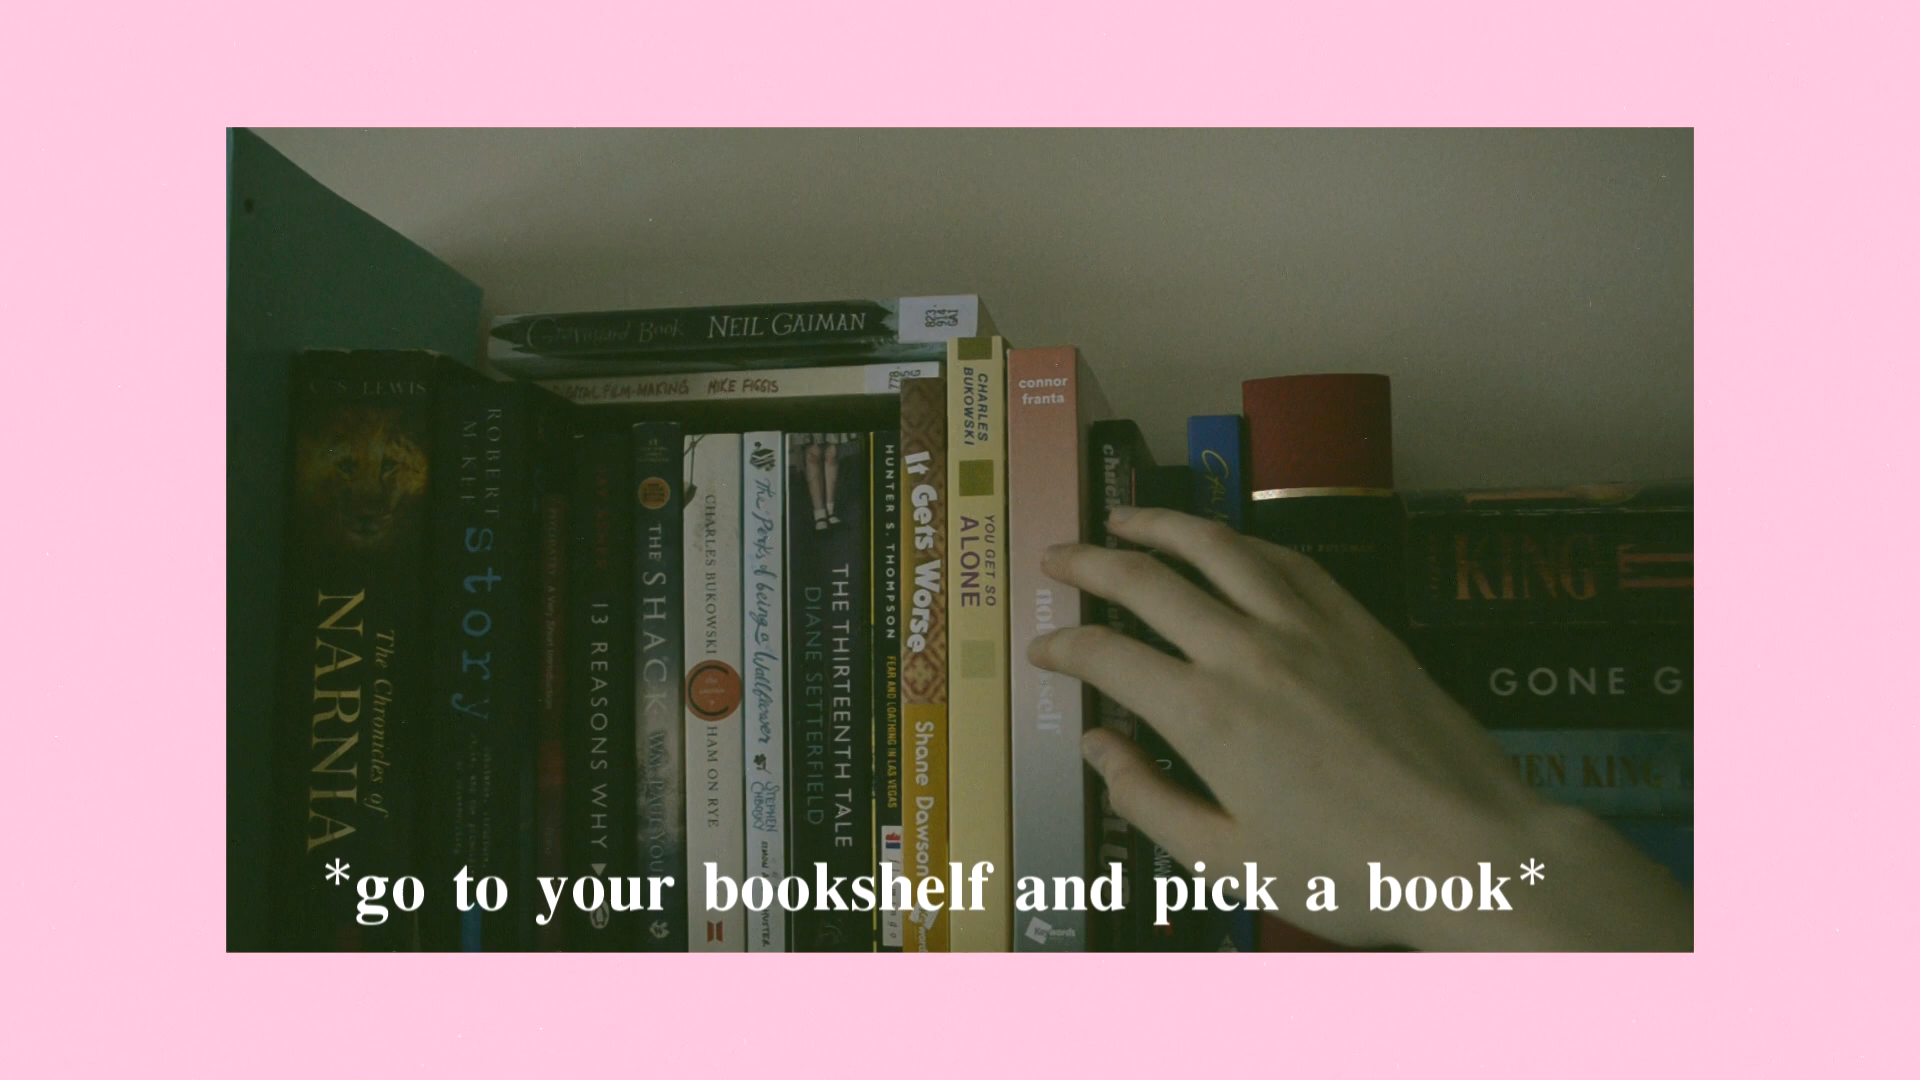 NEIL GAIMAN
MIKE FIGGIS
C.S. LEWIS
The Chronicles of
NARNIA
ROBERT
MCKEE
Story
13 REASONS WHY
THE SHACK
CHARLES BUKOWSKI
HAM ON RYE
The Perks of being a Wallflower
STEPHEN
CHBOSKY
THE THIRTEENTH TALE
DIANE SETTERFIELD
HUNTER S. THOMPSON
FEAR AND LOATHING IN LAS VEGAS
It Gets Worse
Shane Dawson
CHARLES
BUKOWSKI
YOU GET SO
ALONE
connor
franta
Keywords
KING
GONE G
KING
*go to your bookshelf and pick a book*